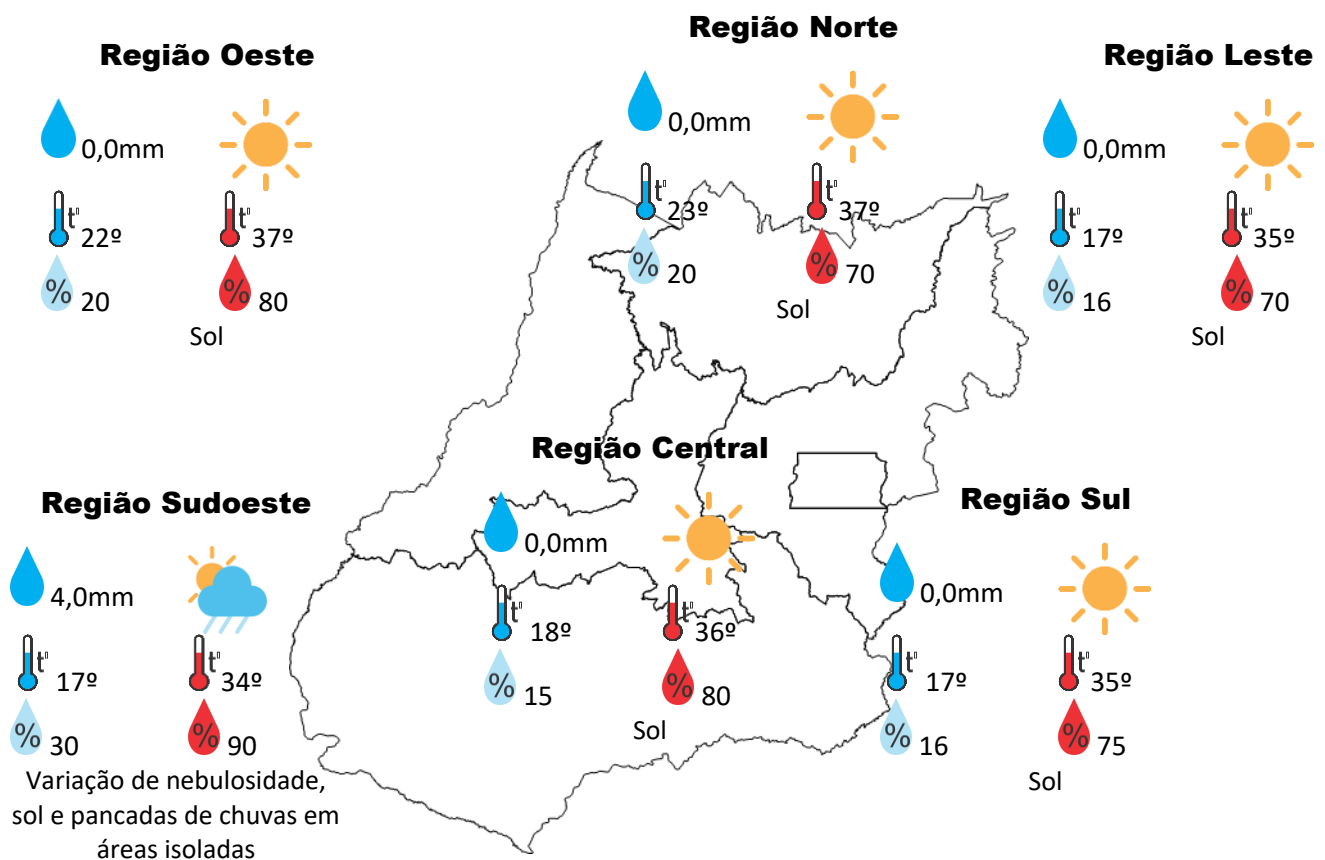 Região Oeste
0,0mm
t°
22º
t°
37º
%
20
%
80
Sol
Região Norte
0,0mm
t°
23º
t°
37º
%
20
%
70
Sol
Região Leste
0,0mm
t°
17º
t°
35º
%
16
%
70
Sol
Região Sudoeste
4,0mm
t°
17º
t°
34º
%
30
%
90
Variação de nebulosidade,
sol e pancadas de chuvas em
áreas isoladas
Região Central
0,0mm
t°
18º
t°
36º
%
15
%
80
Sol
Região Sul
0,0mm
t°
17º
t°
35º
%
16
%
75
Sol